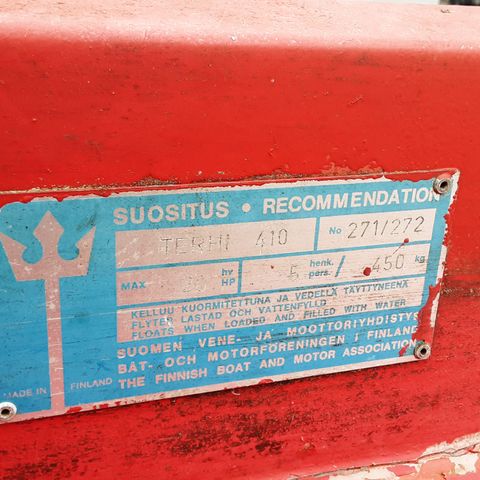 SUOSITUS • RECOMMENDATION
TERHI 410 No 271/272
MAX hv HP 5 henk. pers. / 450 kg
KELLUU KUORMITETTUNA JA VEDELLÄ TÄYTTYNEENÄ
FLYTER LASTAD OCH VATTENFYLLD
FLOATS WHEN LOADED AND FILLED WITH WATER
SUOMEN VENE- JA MOOTTORIYHDISTYS
BÅT- OCH MOTORFÖRENINGEN I FINLAND
THE FINNISH BOAT AND MOTOR ASSOCIATION
MADE IN FINLAND